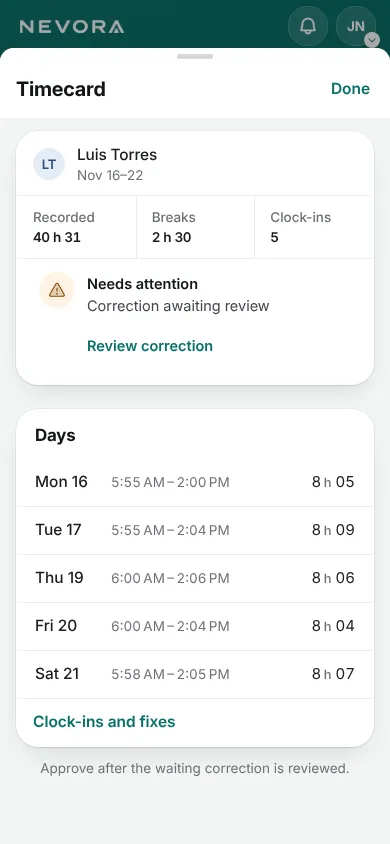 NEVORA
JN
Timecard
Done
LT
Luis Torres
Nov 16–22
Recorded
40 h 31
Breaks
2 h 30
Clock-ins
5
Needs attention
Correction awaiting review
Review correction
Days
Mon 16 5:55 AM – 2:00 PM 8 h 05
Tue 17 5:55 AM – 2:04 PM 8 h 09
Thu 19 6:00 AM – 2:06 PM 8 h 06
Fri 20 6:00 AM – 2:04 PM 8 h 04
Sat 21 5:58 AM – 2:05 PM 8 h 07
Clock-ins and fixes
Approve after the waiting correction is reviewed.